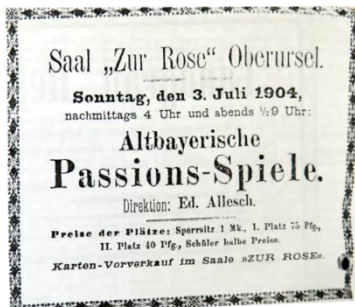 Saal „Zur Rose“ Oberursel.
Sonntag, den 3. Juli 1904,
nachmittags 4 Uhr und abends ½9 Uhr:
Altbayerische
Passions-Spiele.
Direktion: Ed. Allesch.
Preise der Plätze: Sperrsitz 1 Mk., I. Platz 75 Pfg.,
II. Platz 40 Pfg., Schüler halbe Preise.
Karten-Vorverkauf im Saale »ZUR ROSE«.